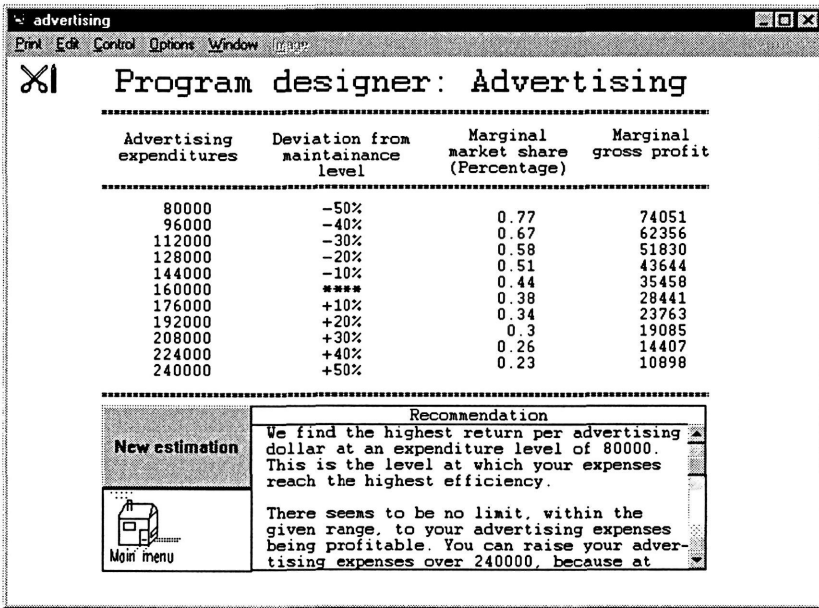 advertising
Print Edit Control Options Window Image
Program designer: Advertising
Advertising expenditures Deviation from maintainance level Marginal market share (Percentage) Marginal gross profit
80000 -50%
96000 -40%
112000 -30%
128000 -20%
144000 -10%
160000 ****
176000 +10%
192000 +20%
208000 +30%
224000 +40%
240000 +50%
0.77 74051
0.67 62356
0.58 51830
0.51 43644
0.44 35458
0.38 28441
0.34 23763
0.3 19085
0.26 14407
0.23 10898
New estimation
Main menu
Recommendation
We find the highest return per advertising
dollar at an expenditure level of 80000.
This is the level at which your expenses
reach the highest efficiency.
There seems to be no limit, within the
given range, to your advertising expenses
being profitable. You can raise your adver-
tising expenses over 240000, because at